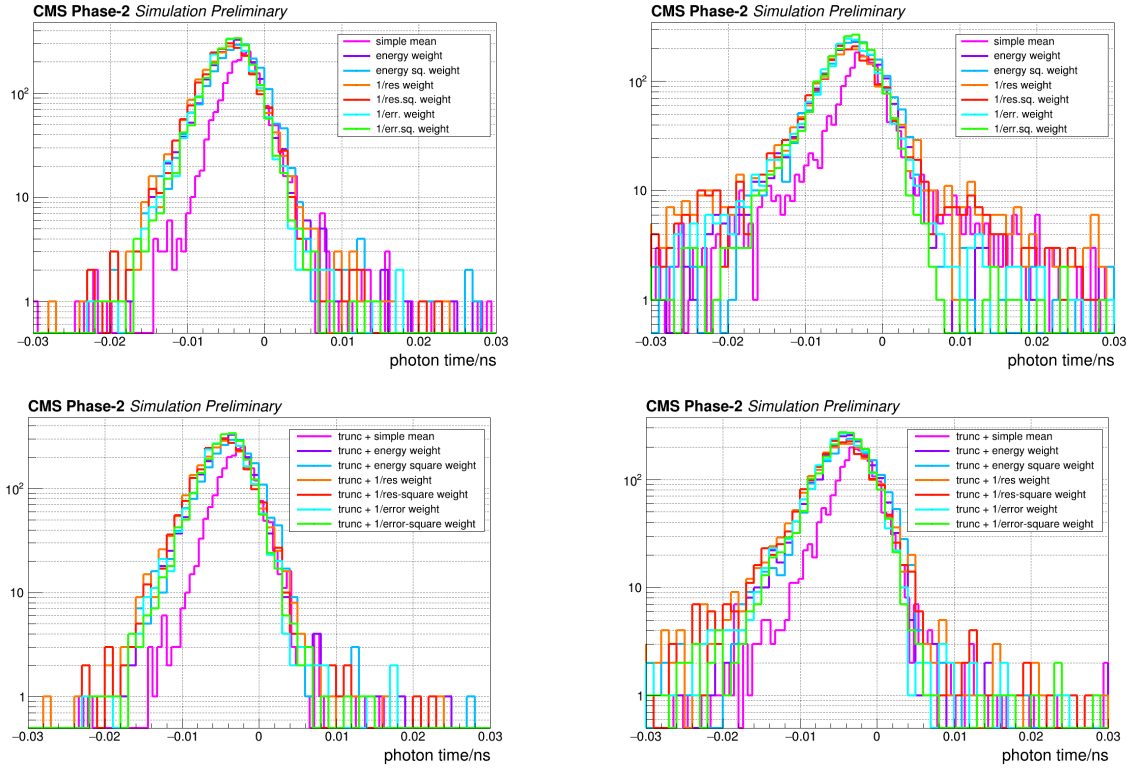 CMS Phase-2 Simulation Preliminary
simple mean
energy weight
energy sq. weight
1/res weight
1/res.sq. weight
1/err. weight
1/err.sq. weight
10²
10
1
−0.03 −0.02 −0.01 0 0.01 0.02 0.03
photon time/ns
CMS Phase-2 Simulation Preliminary
simple mean
energy weight
energy sq. weight
1/res weight
1/res.sq. weight
1/err. weight
1/err.sq. weight
10²
10
1
−0.03 −0.02 −0.01 0 0.01 0.02 0.03
photon time/ns
CMS Phase-2 Simulation Preliminary
trunc + simple mean
trunc + energy weight
trunc + energy square weight
trunc + 1/res weight
trunc + 1/res-square weight
trunc + 1/error weight
trunc + 1/error-square weight
10²
10
1
−0.03 −0.02 −0.01 0 0.01 0.02 0.03
photon time/ns
CMS Phase-2 Simulation Preliminary
trunc + simple mean
trunc + energy weight
trunc + energy square weight
trunc + 1/res weight
trunc + 1/res-square weight
trunc + 1/error weight
trunc + 1/error-square weight
10²
10
1
−0.03 −0.02 −0.01 0 0.01 0.02 0.03
photon time/ns